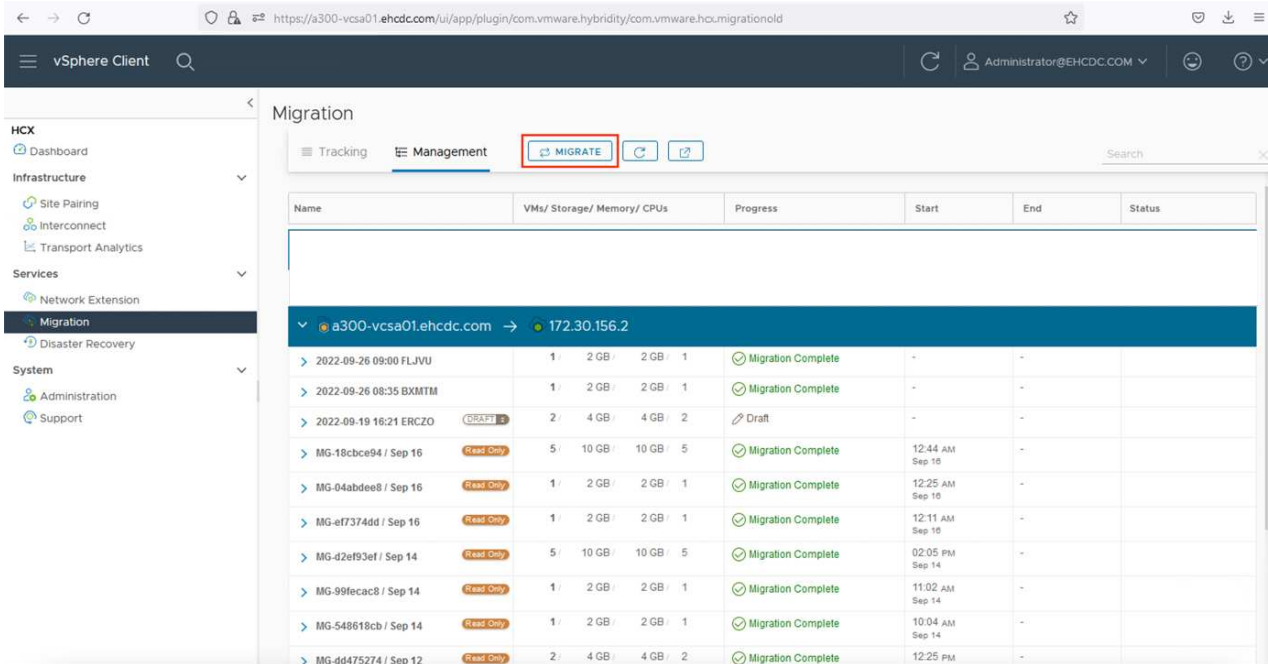 https://a300-vcsa01.ehcdc.com/ui/app/plugin/com.vmware.hybridity/com.vmware.hcx.migrationold
vSphere Client
Administrator@EHCDC.COM
HCX
Dashboard
Infrastructure
Site Pairing
Interconnect
Transport Analytics
Services
Network Extension
Migration
Disaster Recovery
System
Administration
Support
Migration
Tracking Management MIGRATE Search
Name VMs/ Storage/ Memory/ CPUs Progress Start End Status
a300-vcsa01.ehcdc.com → 172.30.156.2
2022-09-26 09:00 FLJVU 1 / 2 GB / 2 GB / 1 Migration Complete - -
2022-09-26 08:35 BXMTM 1 / 2 GB / 2 GB / 1 Migration Complete - -
2022-09-19 16:21 ERCZO DRAFT 2 / 4 GB / 4 GB / 2 Draft - -
MG-18cbce94 / Sep 16 Read Only 5 / 10 GB / 10 GB / 5 Migration Complete 12:44 AM -
Sep 16
MG-04abdee8 / Sep 16 Read Only 1 / 2 GB / 2 GB / 1 Migration Complete 12:25 AM -
Sep 16
MG-ef7374dd / Sep 16 Read Only 1 / 2 GB / 2 GB / 1 Migration Complete 12:11 AM -
Sep 16
MG-d2ef93ef / Sep 14 Read Only 5 / 10 GB / 10 GB / 5 Migration Complete 02:05 PM -
Sep 14
MG-99fecac8 / Sep 14 Read Only 1 / 2 GB / 2 GB / 1 Migration Complete 11:02 AM -
Sep 14
MG-548618cb / Sep 14 Read Only 1 / 2 GB / 2 GB / 1 Migration Complete 10:04 AM -
Sep 14
MG-dd475274 / Sep 12 Read Only 2 / 4 GB / 4 GB / 2 Migration Complete 12:25 PM -